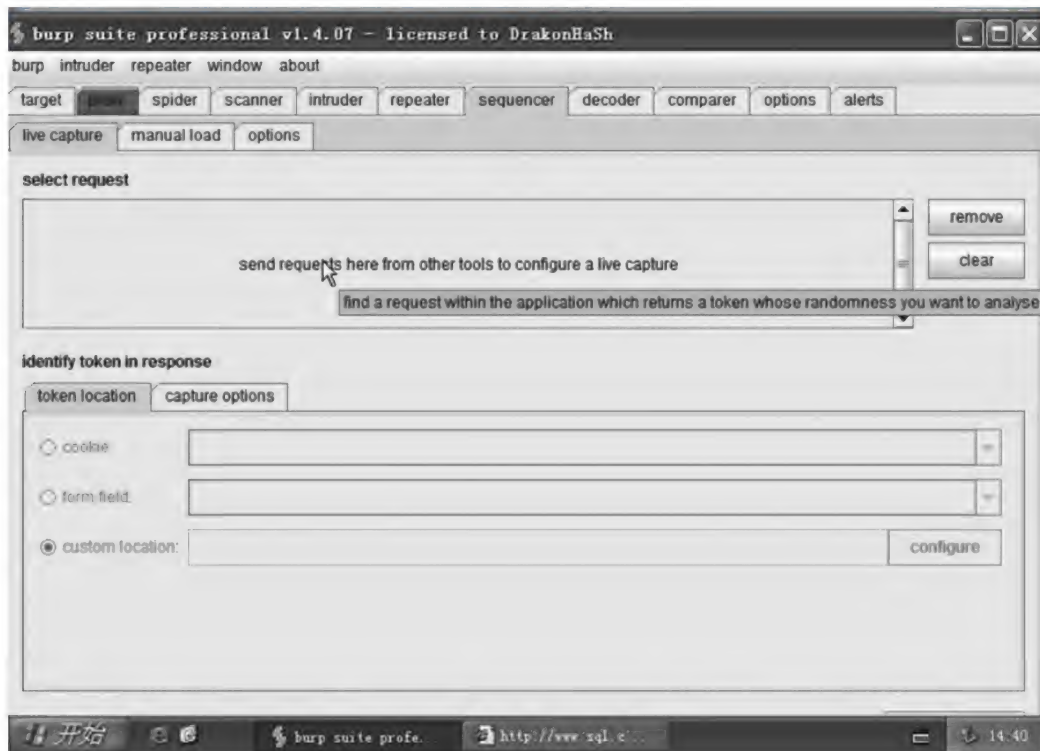 burp suite professional v1.4.07 - licensed to DrakonHaSh
burp intruder repeater window about
target spider scanner intruder repeater sequencer decoder comparer options alerts
live capture manual load options
select request
remove
send requests here from other tools to configure a live capture
clear
find a request within the application which returns a token whose randomness you want to analyse
identify token in response
token location capture options
cookie
form field:
custom location: configure
开始 burp suite profe. http://www.sql.c... 14:40